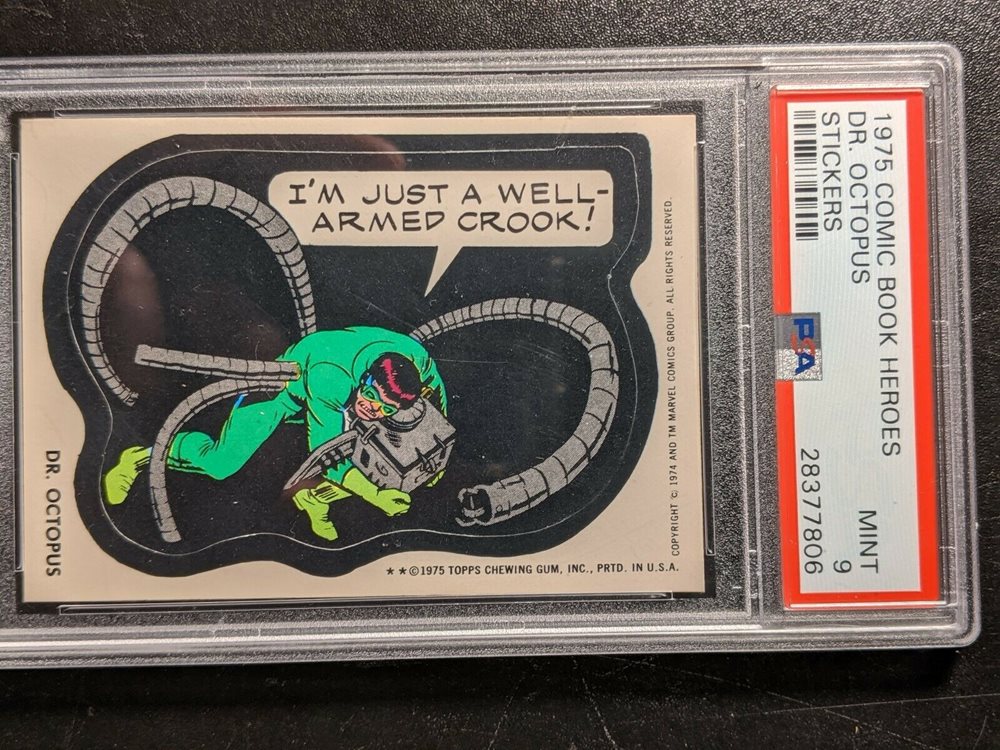 1975 COMIC BOOK HEROES
DR. OCTOPUS
STICKERS
MINT
9
PSA
28377806
I'M JUST A WELL-
ARMED CROOK!
DR. OCTOPUS
★★©1975 TOPPS CHEWING GUM, INC., PRTD. IN U.S.A.
COPYRIGHT © 1974 AND TM MARVEL COMICS GROUP. ALL RIGHTS RESERVED.